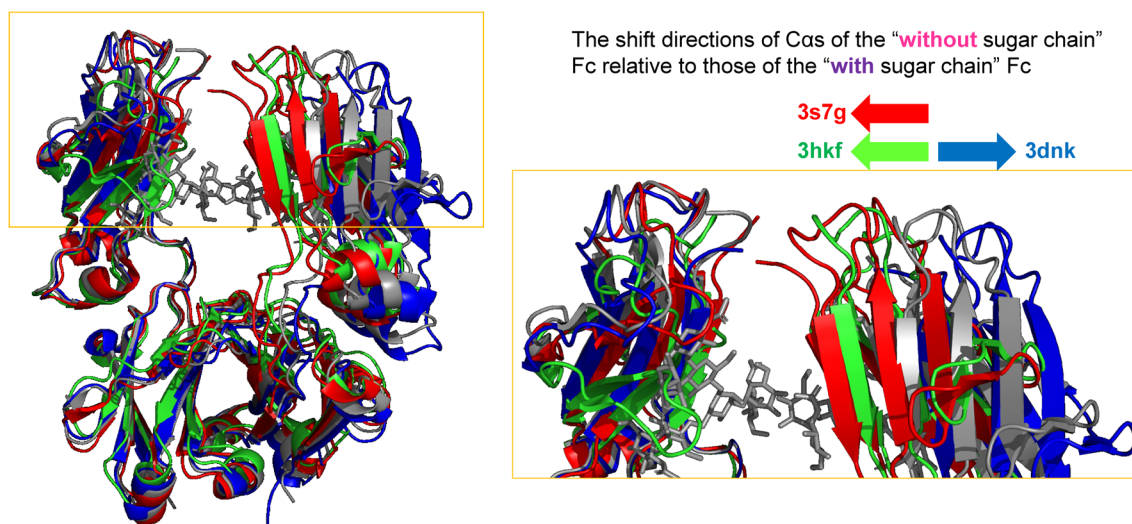 The shift directions of Cαs of the “without sugar chain”
Fc relative to those of the “with sugar chain” Fc
3s7g
3hkf 3dnk